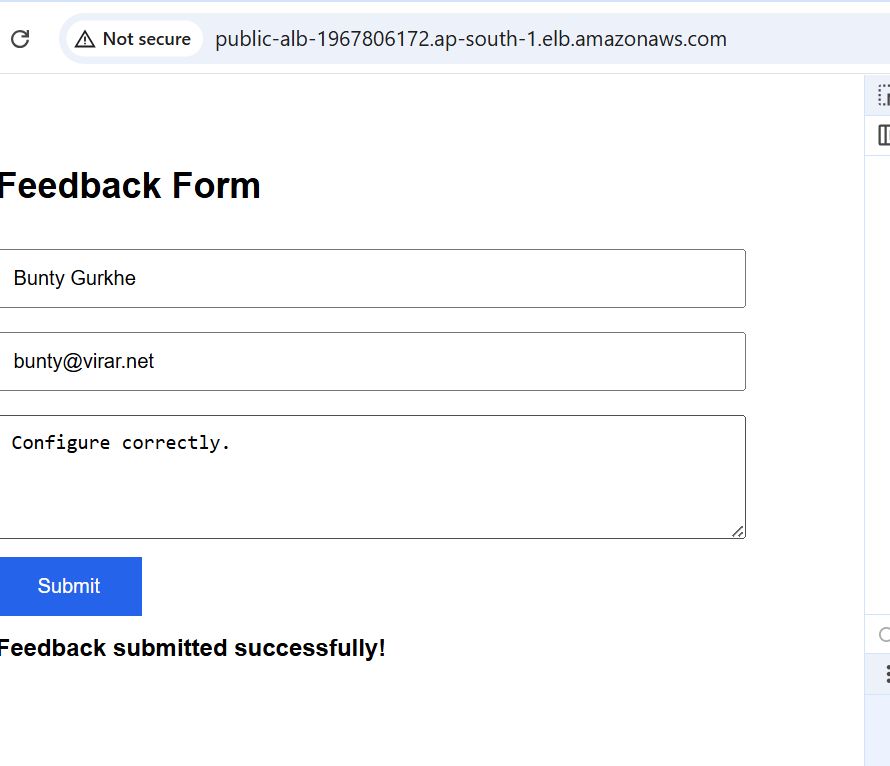 Not secure public-alb-1967806172.ap-south-1.elb.amazonaws.com
Feedback Form
Bunty Gurkhe
bunty@virar.net
Configure correctly.
Submit
Feedback submitted successfully!